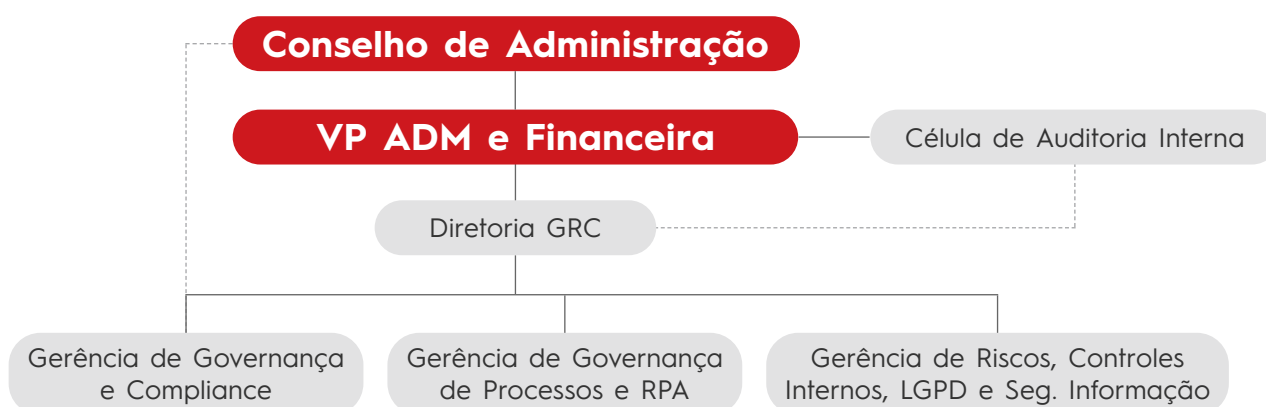 Conselho de Administração
VP ADM e Financeira
Célula de Auditoria Interna
Diretoria GRC
Gerência de Governança
e Compliance
Gerência de Governança
de Processos e RPA
Gerência de Riscos, Controles
Internos, LGPD e Seg. Informação